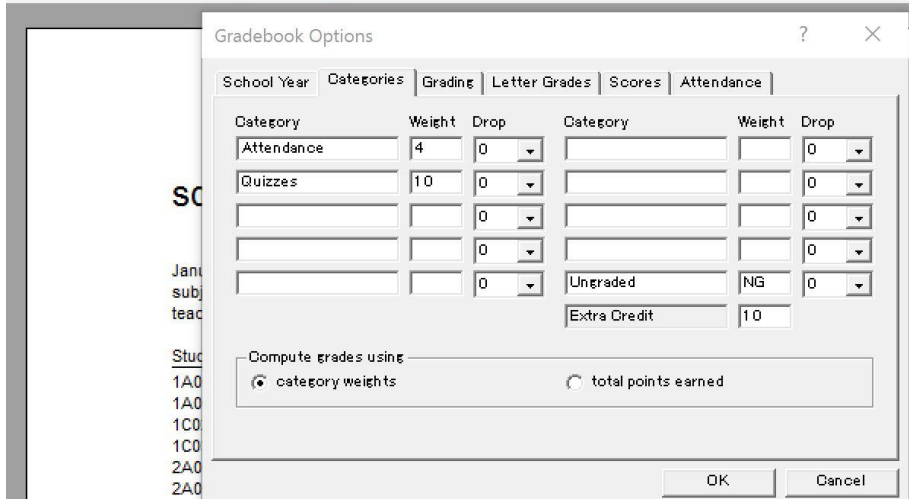 Gradebook Options ?
School Year Categories Grading Letter Grades Scores Attendance
Category Weight Drop Category Weight Drop
Attendance 4 0 0
Quizzes 10 0 0
0 0
0 0
0 Ungraded NG 0
Extra Credit 10
Compute grades using
category weights total points earned
OK Cancel
SC
Janu
subj
teac
Stud
1A0
1A0
1C0
1C0
2A0
2A0